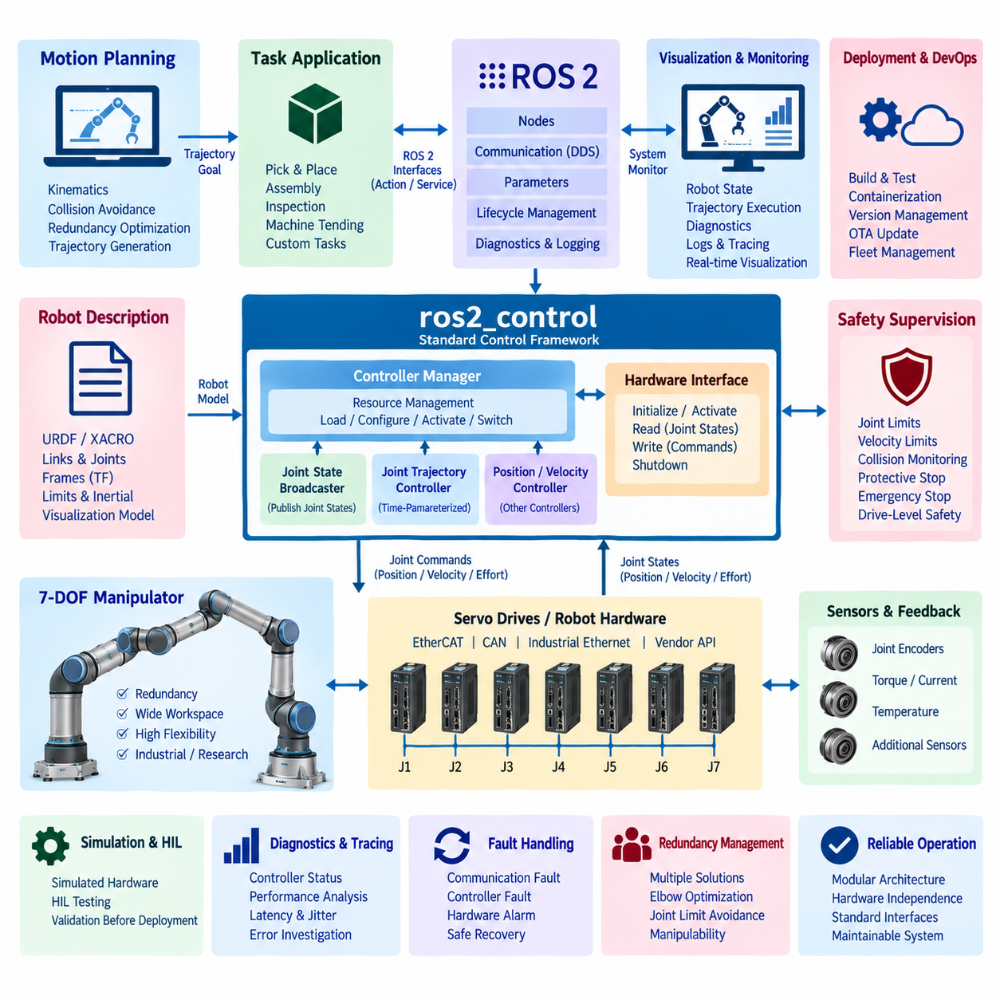 Motion Planning
Kinematics
Collision Avoidance
Redundancy Optimization
Trajectory Generation
Trajectory
Goal
Task Application
Pick & Place
Assembly
Inspection
Machine Tending
Custom Tasks
ROS 2
Interfaces
(Action / Service)
ROS 2
Nodes
Communication (DDS)
Parameters
Lifecycle Management
Diagnostics & Logging
System
Monitor
Visualization & Monitoring
Robot State
Trajectory Execution
Diagnostics
Logs & Tracing
Real-time Visualization
Deployment & DevOps
Build & Test
Containerization
Version Management
OTA Update
Fleet Management
Robot Description
URDF / XACRO
Links & Joints
Frames (TF)
Limits & Inertial
Visualization Model
Robot
Model
ros2_control
Standard Control Framework
Controller Manager
Resource Management
Load / Configure / Activate / Switch
Joint State
Broadcaster
(Publish Joint States)
Joint Trajectory
Controller
(Time-Pamareterized)
Position / Velocity
Controller
(Other Controllers)
Hardware Interface
Initialize / Activate
Read (Joint States)
Write (Commands)
Shutdown
Safety Supervision
Joint Limits
Velocity Limits
Collision Monitoring
Protective Stop
Emergency Stop
Drive-Level Safety
Joint Commands
(Position / Velocity / Effort)
Joint States
(Position / Velocity / Effort)
7-DOF Manipulator
Redundancy
Wide Workspace
High Flexibility
Industrial / Research
Servo Drives / Robot Hardware
EtherCAT | CAN | Industrial Ethernet | Vendor API
J1 J2 J3 J4 J5 J6 J7
Sensors & Feedback
Joint Encoders
Torque / Current
Temperature
Additional Sensors
Simulation & HIL
Simulated Hardware
HIL Testing
Validation Before Deployment
Diagnostics & Tracing
Controller Status
Performance Analysis
Latency & Jitter
Error Investigation
Fault Handling
Communication Fault
Controller Fault
Hardware Alarm
Safe Recovery
Redundancy Management
Multiple Solutions
Elbow Optimization
Joint Limit Avoidance
Manipulability
Reliable Operation
Modular Architecture
Hardware Independence
Standard Interfaces
Maintainable System